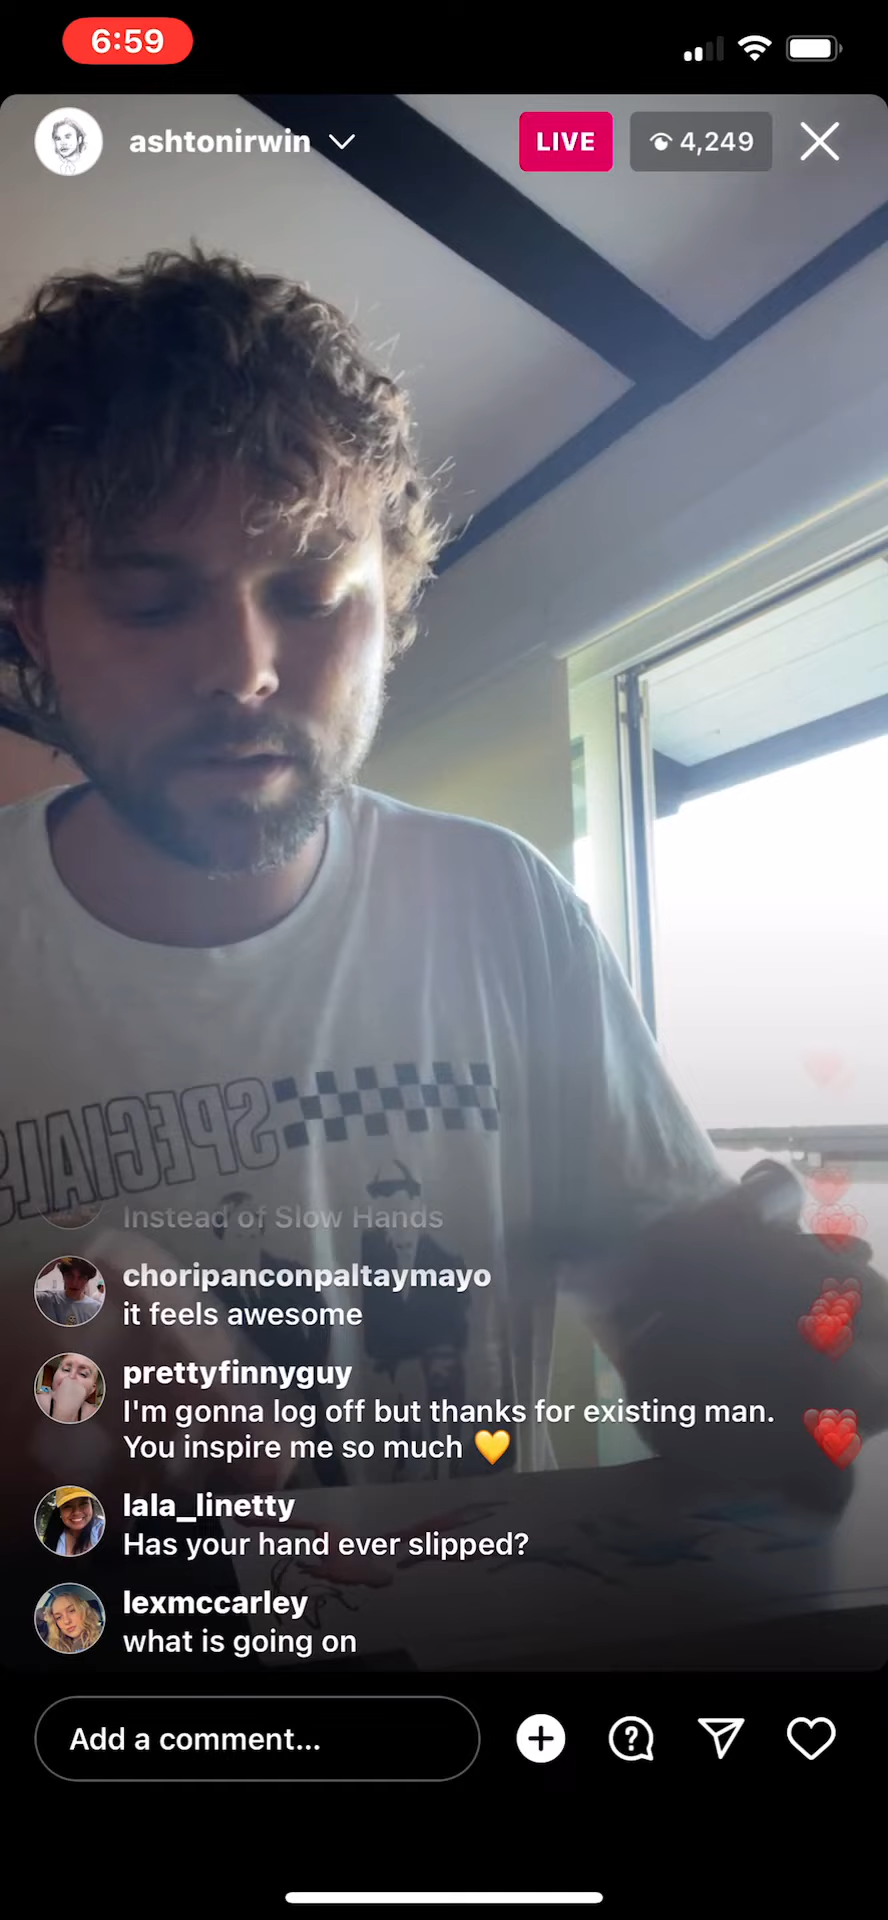 6:59
ashtonirwin
LIVE
4,249
SPECIALS
Instead of Slow Hands
choripanconpaltaymayo
it feels awesome
prettyfinnyguy
I'm gonna log off but thanks for existing man.
You inspire me so much 💛
lala_linetty
Has your hand ever slipped?
lexmccarley
what is going on
Add a comment...